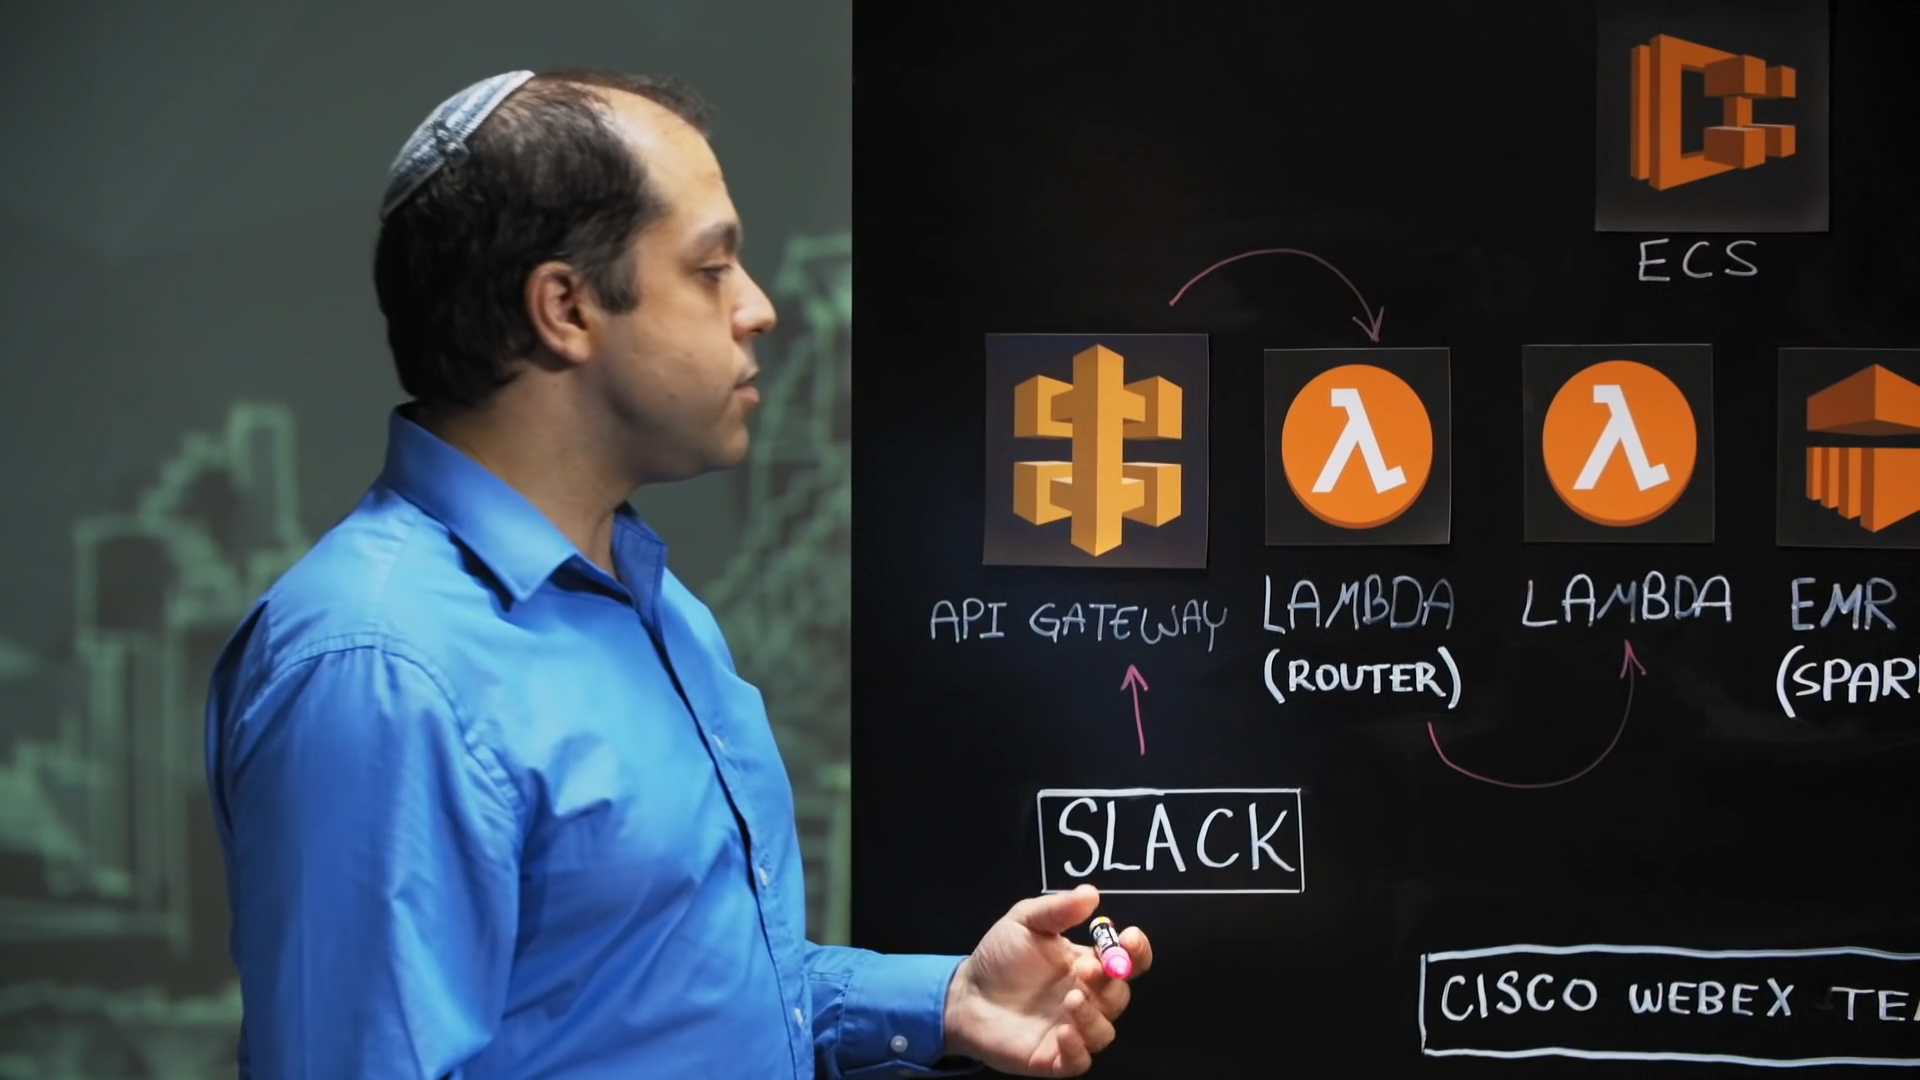 ECS
API GATEWAY
LAMBDA
(ROUTER)
LAMBDA
EMR
SLACK
CISCO WEBEX